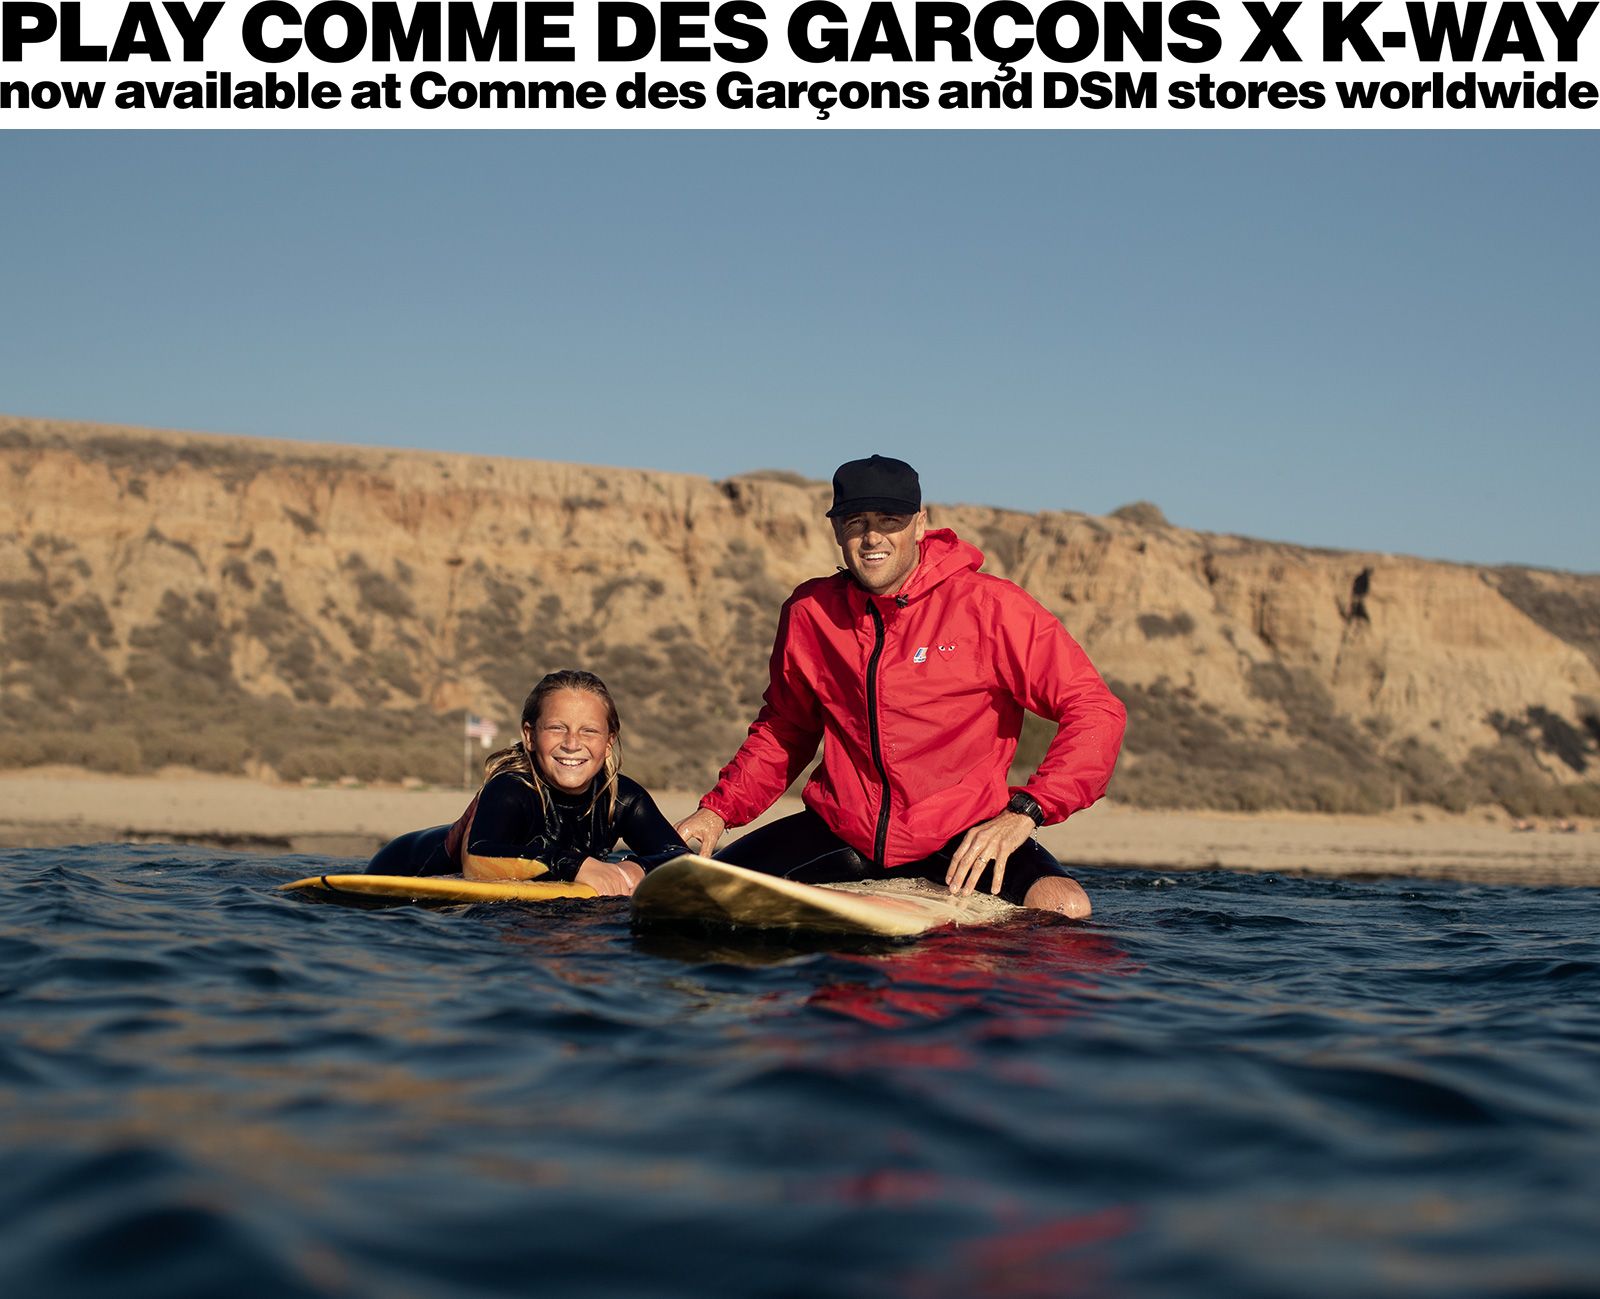 PLAY COMME DES GARÇONS X K-WAY
now available at Comme des Garçons and DSM stores worldwide